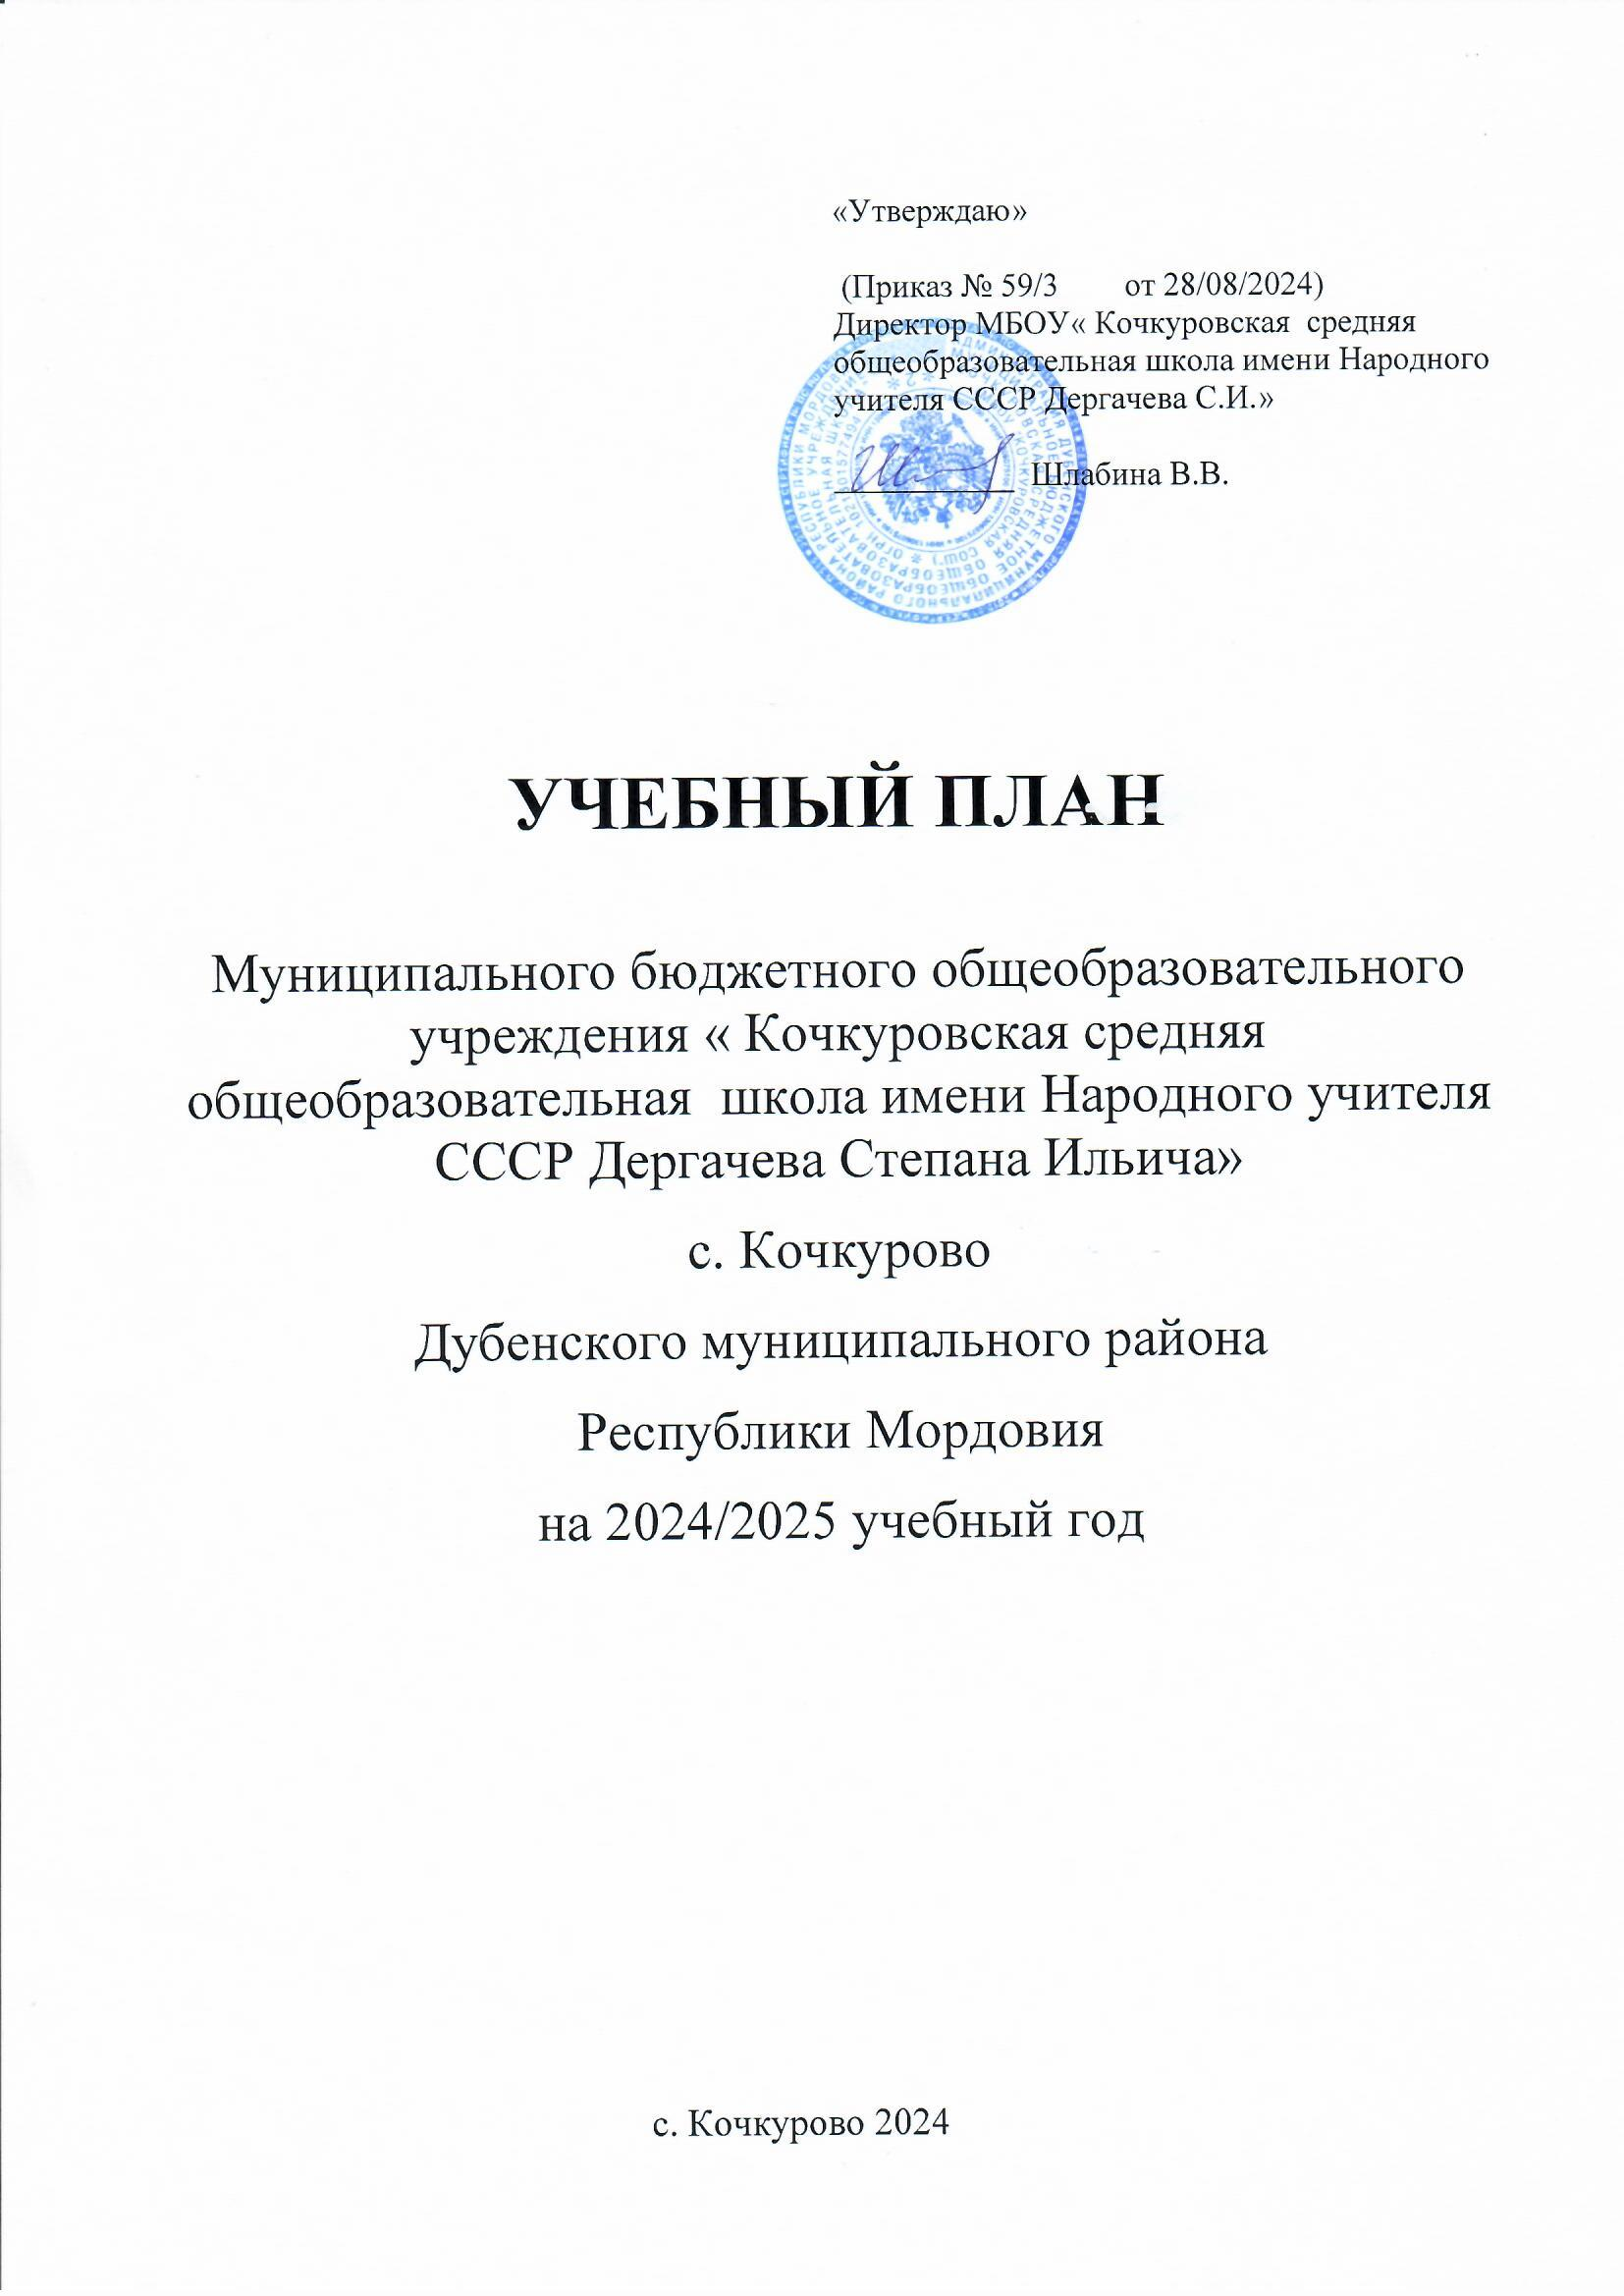 «Утверждаю»
(Приказ № 59/3 от 28/08/2024)
Директор МБОУ« Кочкуровская средняя
общеобразовательная школа имени Народного
учителя СССР Дергачева С.И.»
Шлабина В.В.
УЧЕБНЫЙ ПЛАН
Муниципального бюджетного общеобразовательного
учреждения « Кочкуровская средняя
общеобразовательная школа имени Народного учителя
СССР Дергачева Степана Ильича»
с. Кочкурово
Дубенского муниципального района
Республики Мордовия
на 2024/2025 учебный год
с. Кочкурово 2024